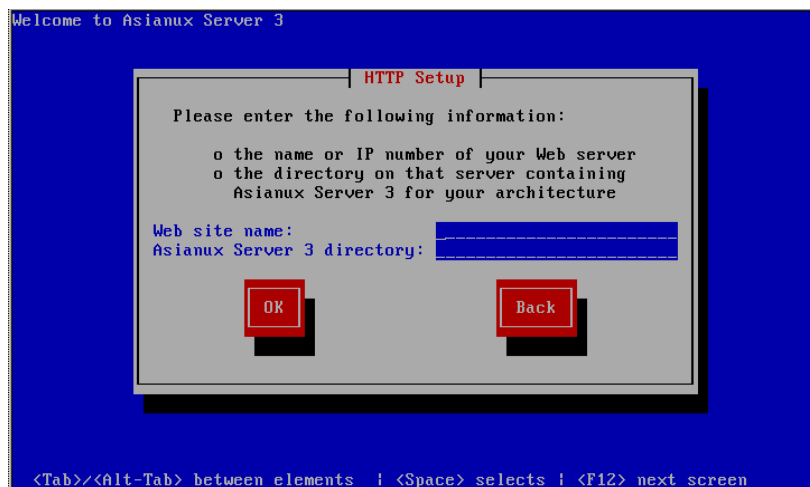 Welcome to Asianux Server 3
HTTP Setup
Please enter the following information:
o the name or IP number of your Web server
o the directory on that server containing
Asianux Server 3 for your architecture
Web site name:
Asianux Server 3 directory:
OK
Back
<Tab>/<Alt-Tab> between elements | <Space> selects | <F12> next screen